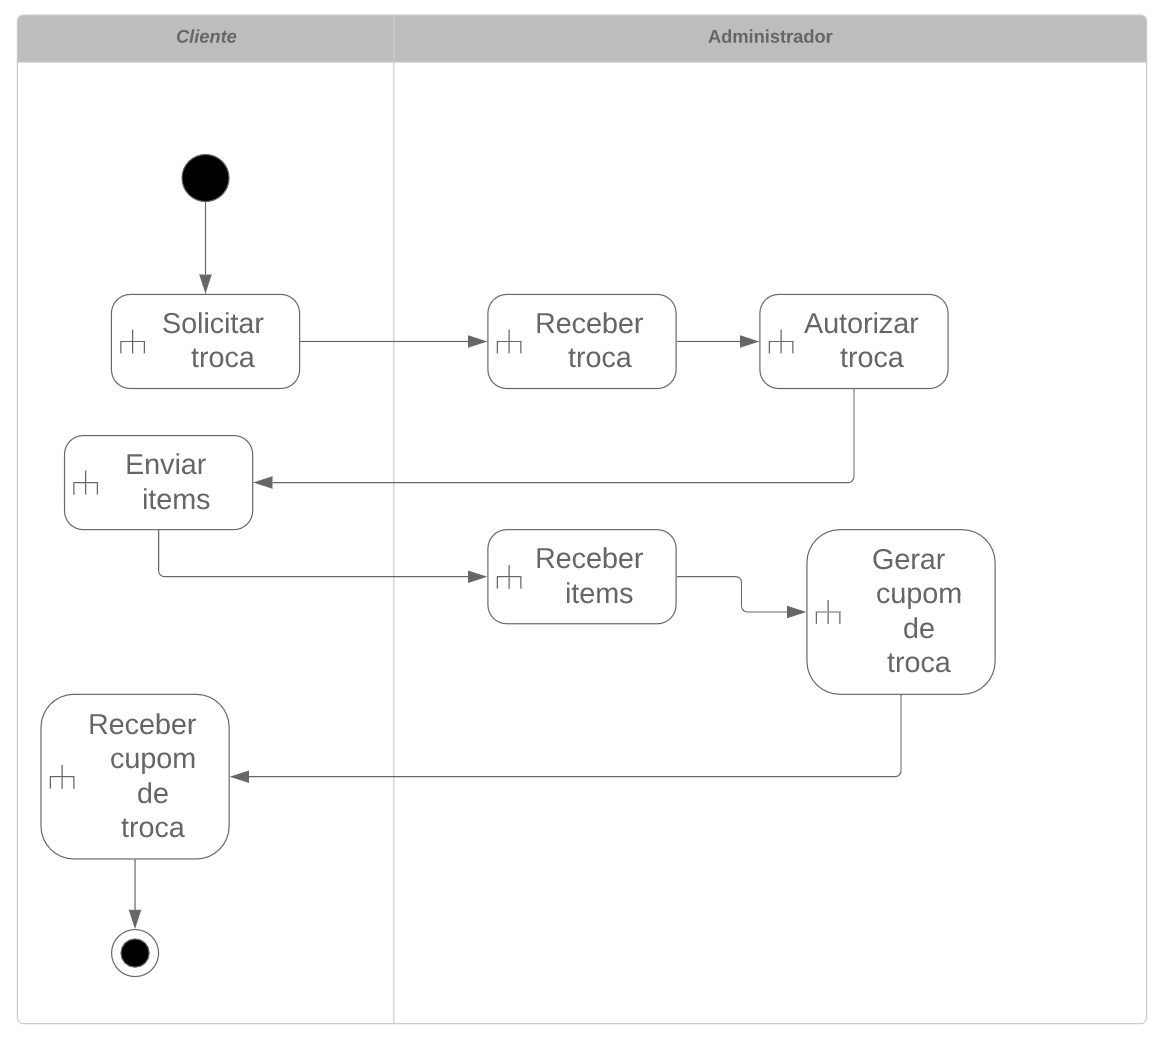 Cliente
Administrador
Solicitar
troca
Receber
troca
Autorizar
troca
Enviar
items
Receber
items
Gerar
cupom
de
troca
Receber
cupom
de
troca